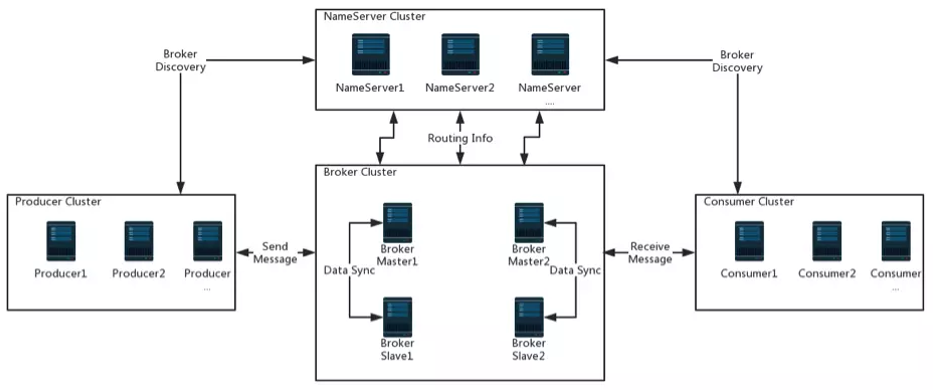 NameServer Cluster
NameServer1
NameServer2
NameServer
....
Broker
Discovery
Broker
Discovery
Routing Info
Producer Cluster
Producer1
Producer2
Producer
...
Send
Message
Broker Cluster
Broker
Master1
Broker
Master2
Data Sync
Data Sync
Broker
Slave1
Broker
Slave2
Receive
Message
Consumer Cluster
Consumer1
Consumer2
Consumer
...